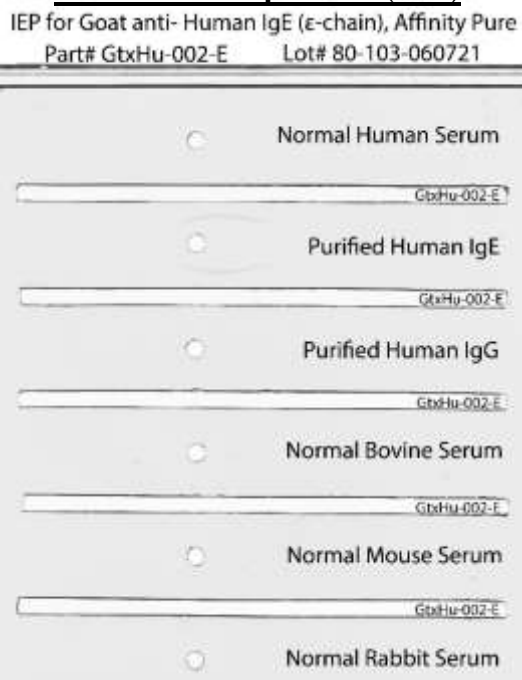 IEP for Goat anti- Human IgE (ε-chain), Affinity Pure
Part# GtxHu-002-E Lot# 80-103-060721
Normal Human Serum
GtxHu-002-E
Purified Human IgE
GtxHu-002-E
Purified Human IgG
GtxHu-002-E
Normal Bovine Serum
GtxHu-002-E
Normal Mouse Serum
GtxHu-002-E
Normal Rabbit Serum